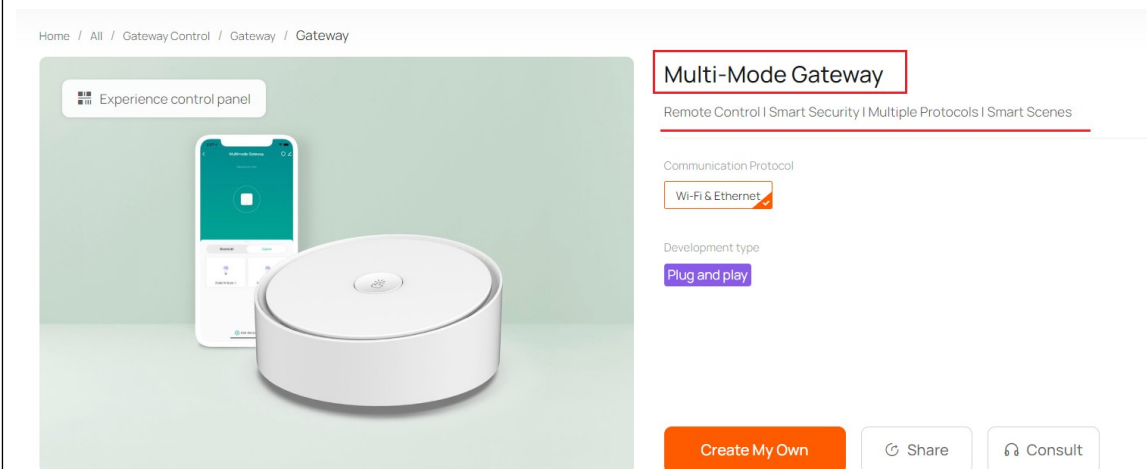 Home / All / Gateway Control / Gateway / Gateway
Experience control panel
Multi-Mode Gateway
Remote Control I Smart Security I Multiple Protocols I Smart Scenes
Communication Protocol
Wi-Fi & Ethernet
Development type
Plug and play
Create My Own
Share
Consult